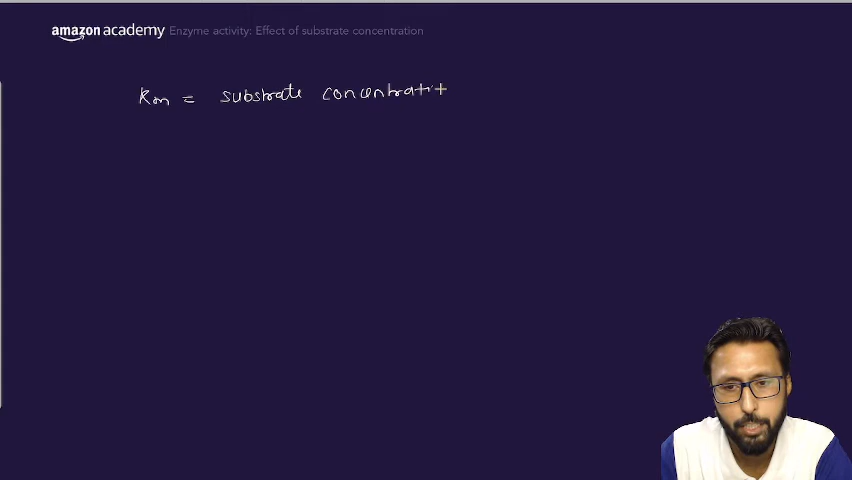 amazon academy Enzyme activity: Effect of substrate concentration
Km = substrate concentrati